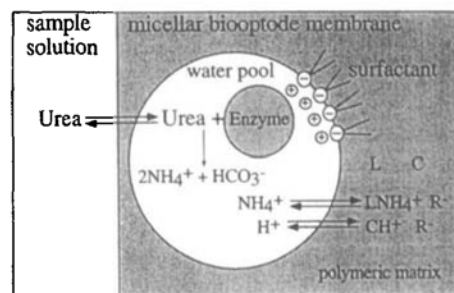 sample
solution
micellar biooptode membrane
water pool
surfactant
Urea
Urea + Enzyme
L C
2NH4+ + HCO3-
NH4+ LNH4+ R-
H+ CH+ R-
polymeric matrix